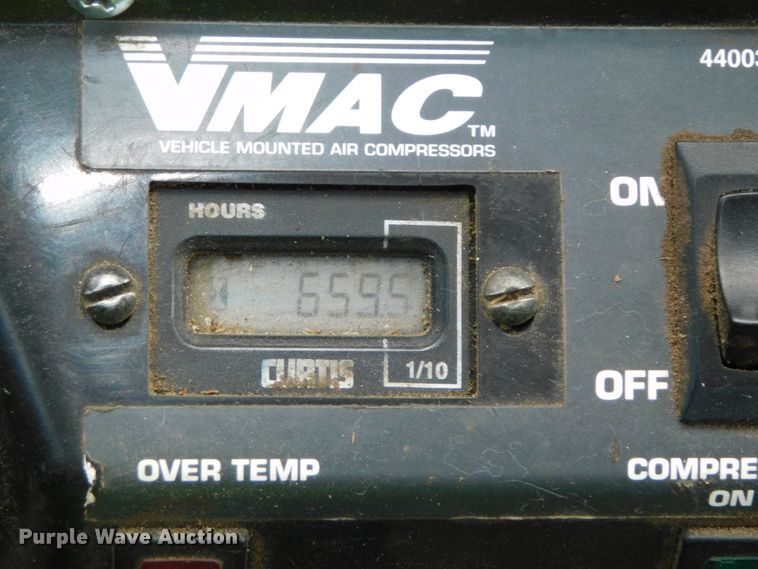 VMAC TM
44003
VEHICLE MOUNTED AIR COMPRESSORS
HOURS
ON
659.5
CURTIS
1/10
OFF
OVER TEMP
COMPRE
ON
Purple Wave Auction